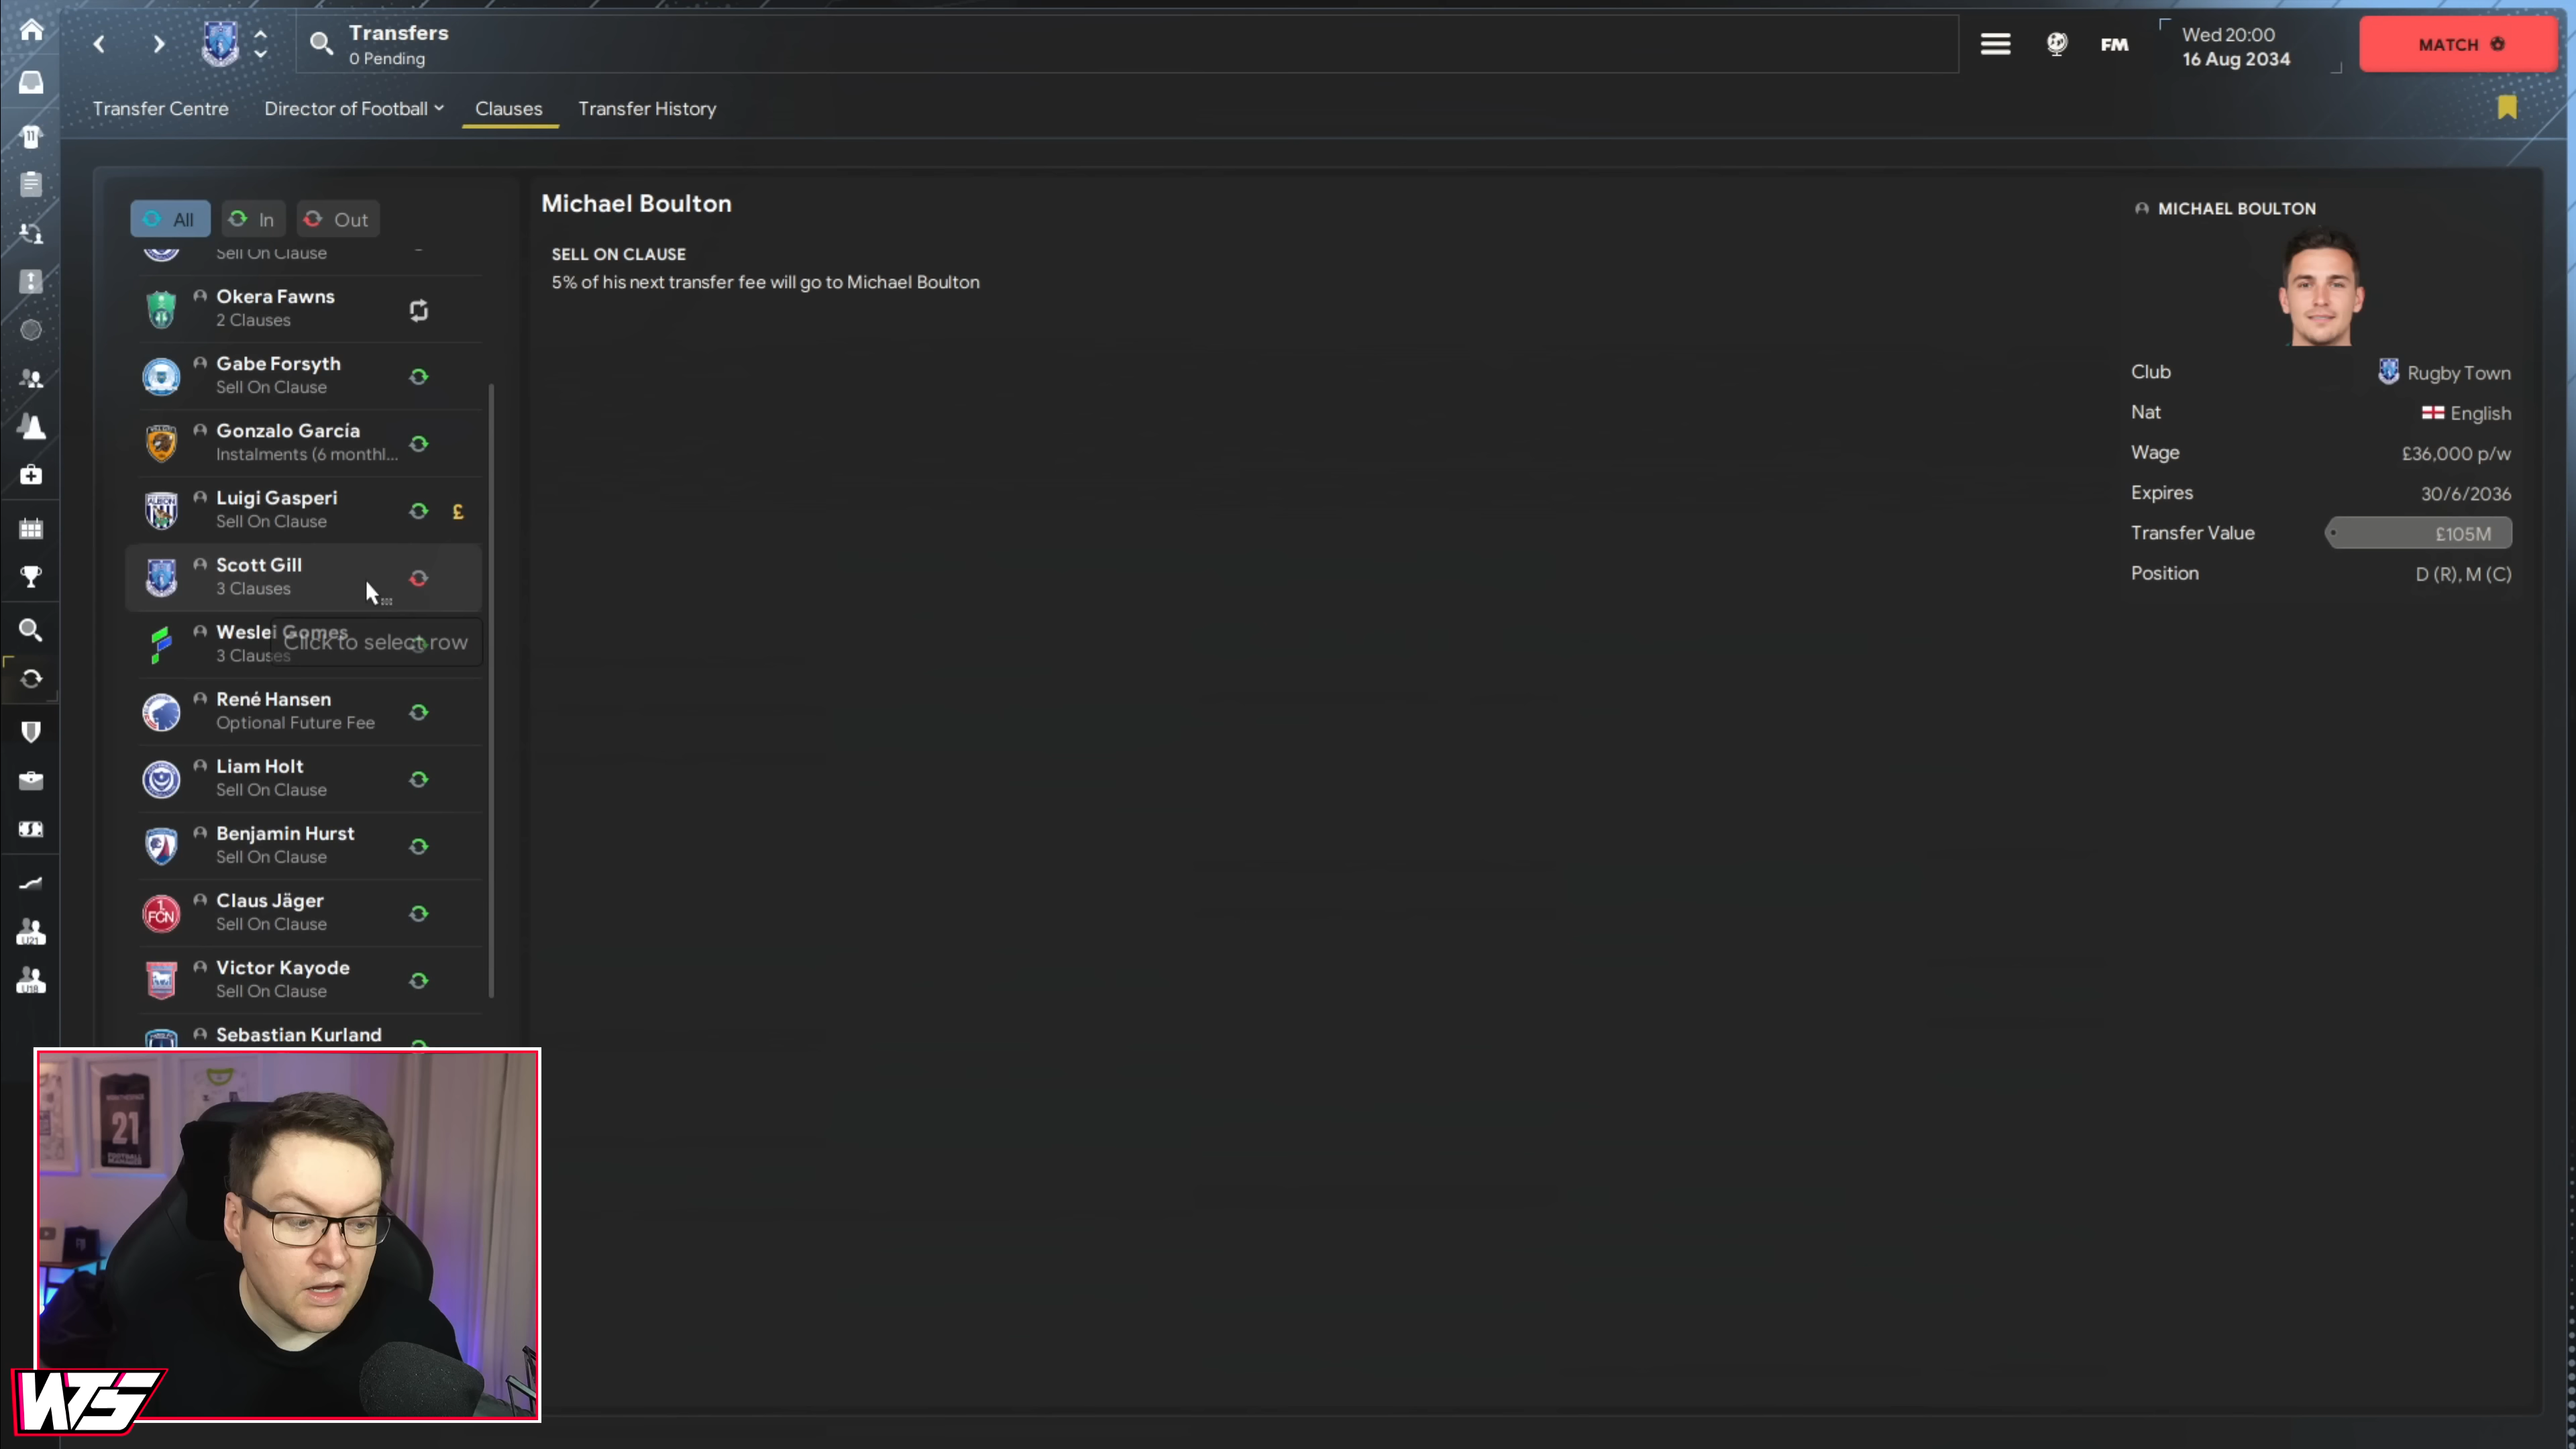 Transfers
0 Pending
FM
Wed 20:00
16 Aug 2034
MATCH
Transfer Centre
Director of Football
Clauses
Transfer History
All
In
Out
Sell On Clause
Okera Fawns
2 Clauses
Gabe Forsyth
Sell On Clause
Gonzalo García
Instalments (6 monthl...
Luigi Gasperi
Sell On Clause
£
Scott Gill
3 Clauses
Weslei Gomes
3 Clauses
Click to select row
René Hansen
Optional Future Fee
Liam Holt
Sell On Clause
Benjamin Hurst
Sell On Clause
Claus Jäger
Sell On Clause
Victor Kayode
Sell On Clause
Sebastian Kurland
Michael Boulton
SELL ON CLAUSE
5% of his next transfer fee will go to Michael Boulton
MICHAEL BOULTON
Club
Rugby Town
Nat
English
Wage
£36,000 p/w
Expires
30/6/2036
Transfer Value
£105M
Position
D (R), M (C)
11
U21
U18
1.
FCN
21
WTS